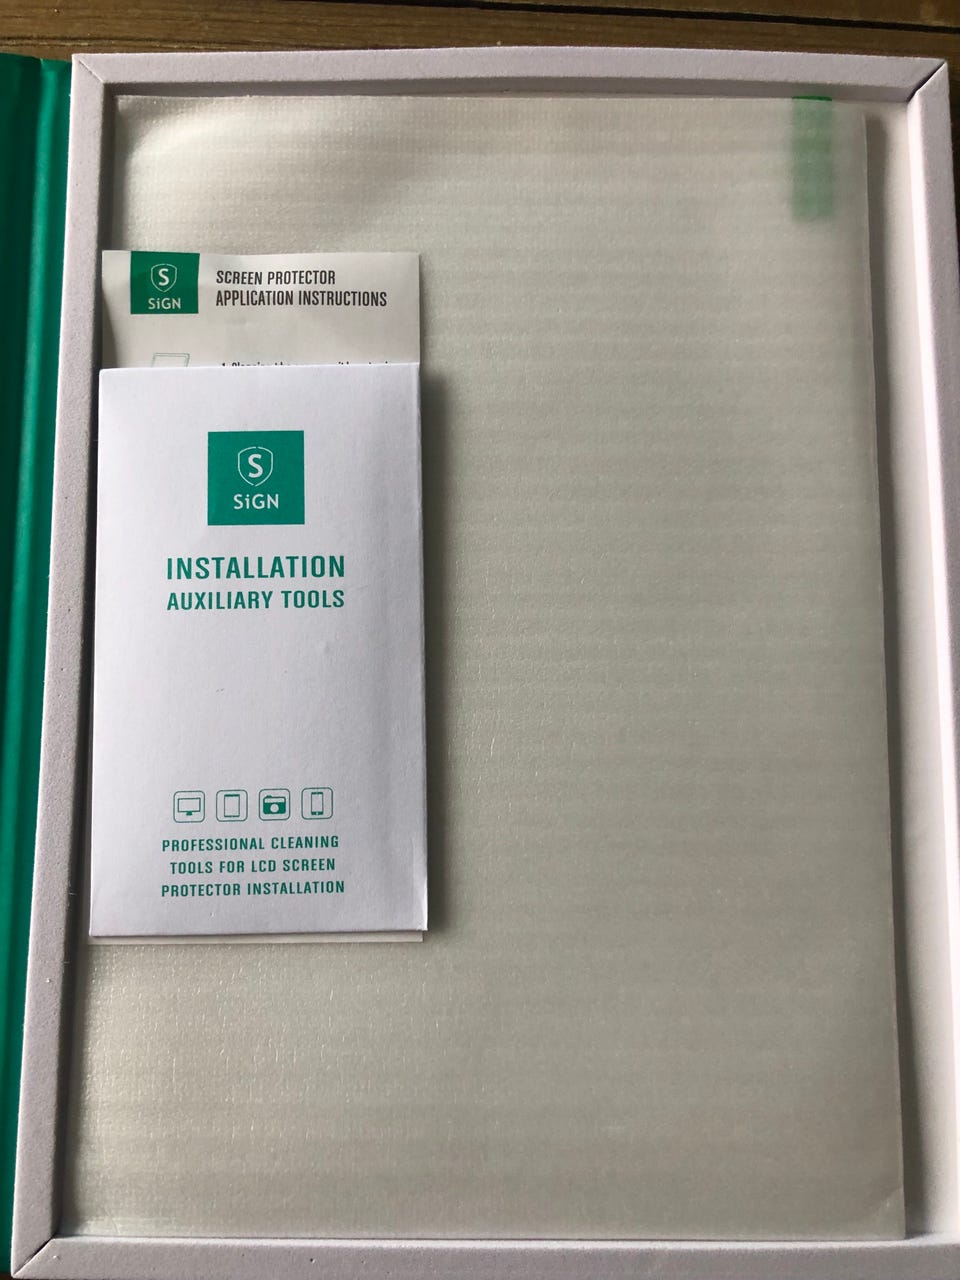 S
SiGN
SCREEN PROTECTOR
APPLICATION INSTRUCTIONS
S
SiGN
INSTALLATION
AUXILIARY TOOLS
PROFESSIONAL CLEANING
TOOLS FOR LCD SCREEN
PROTECTOR INSTALLATION